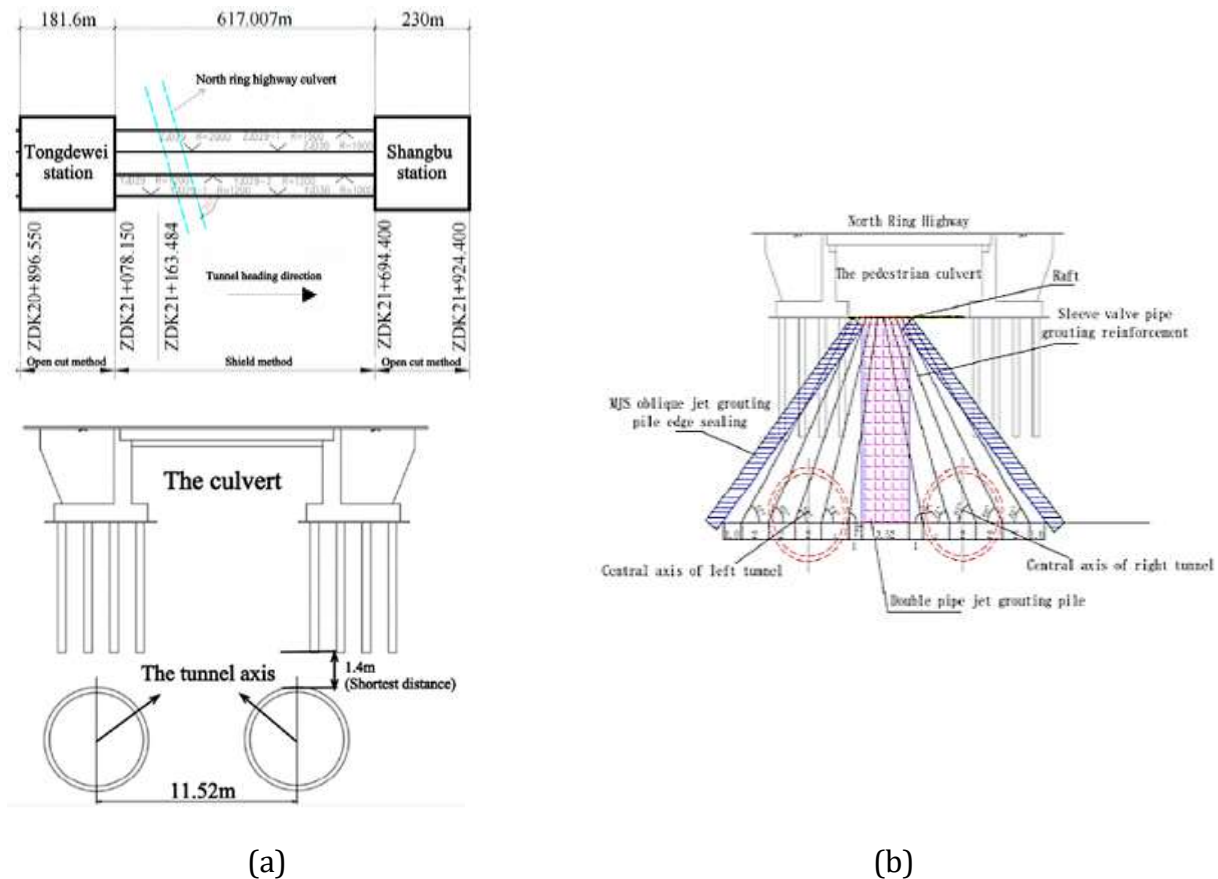 181.6m
617.007m
230m
North ring highway culvert
Tongdewei
station
Shangbu
station
ZDK20+896.550
ZDK21+078.150
ZDK21+163.484
ZDK21+694.400
ZDK21+924.400
Tunnel heading direction
Open cut method
Shield method
Open cut method
The culvert
The tunnel axis
1.4m
(Shortest distance)
11.52m
(a)
North Ring Highway
The pedestrian culvert
Raft
Sleeve valve pipe
grouting reinforcement
MJS oblique jet grouting
pile edge sealing
Central axis of left tunnel
Central axis of right tunnel
Double pipe jet grouting pile
(b)